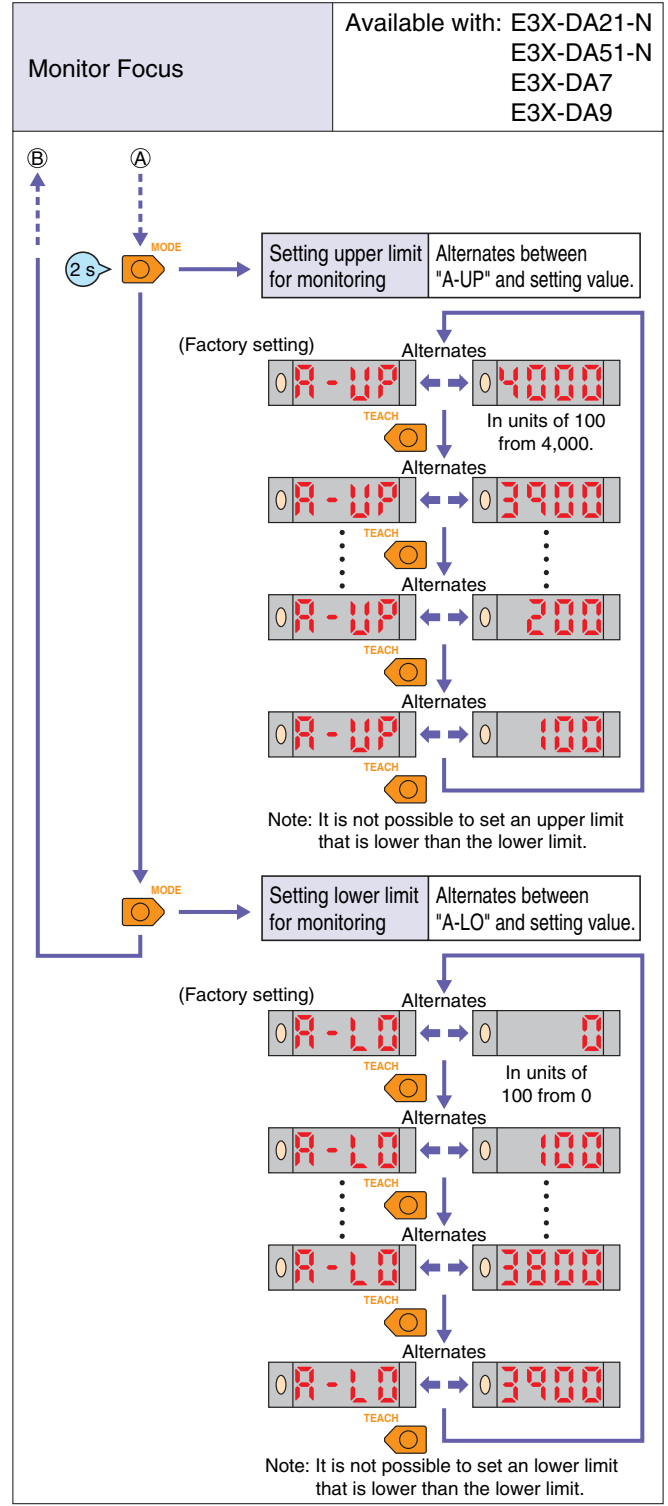 Monitor Focus
Available with: E3X-DA21-N
E3X-DA51-N
E3X-DA7
E3X-DA9
Ⓑ
Ⓐ
MODE
2 s
Setting upper limit
for monitoring
Alternates between
"A-UP" and setting value.
(Factory setting)
Alternates
A-UP
4000
TEACH
In units of 100
from 4,000.
Alternates
A-UP
3900
TEACH
Alternates
A-UP
200
TEACH
Alternates
A-UP
100
TEACH
Note: It is not possible to set an upper limit
that is lower than the lower limit.
MODE
Setting lower limit
for monitoring
Alternates between
"A-LO" and setting value.
(Factory setting)
Alternates
A-LO
0
TEACH
In units of
100 from 0
Alternates
A-LO
100
TEACH
Alternates
A-LO
3800
TEACH
Alternates
A-LO
3900
TEACH
Note: It is not possible to set an lower limit
that is lower than the lower limit.